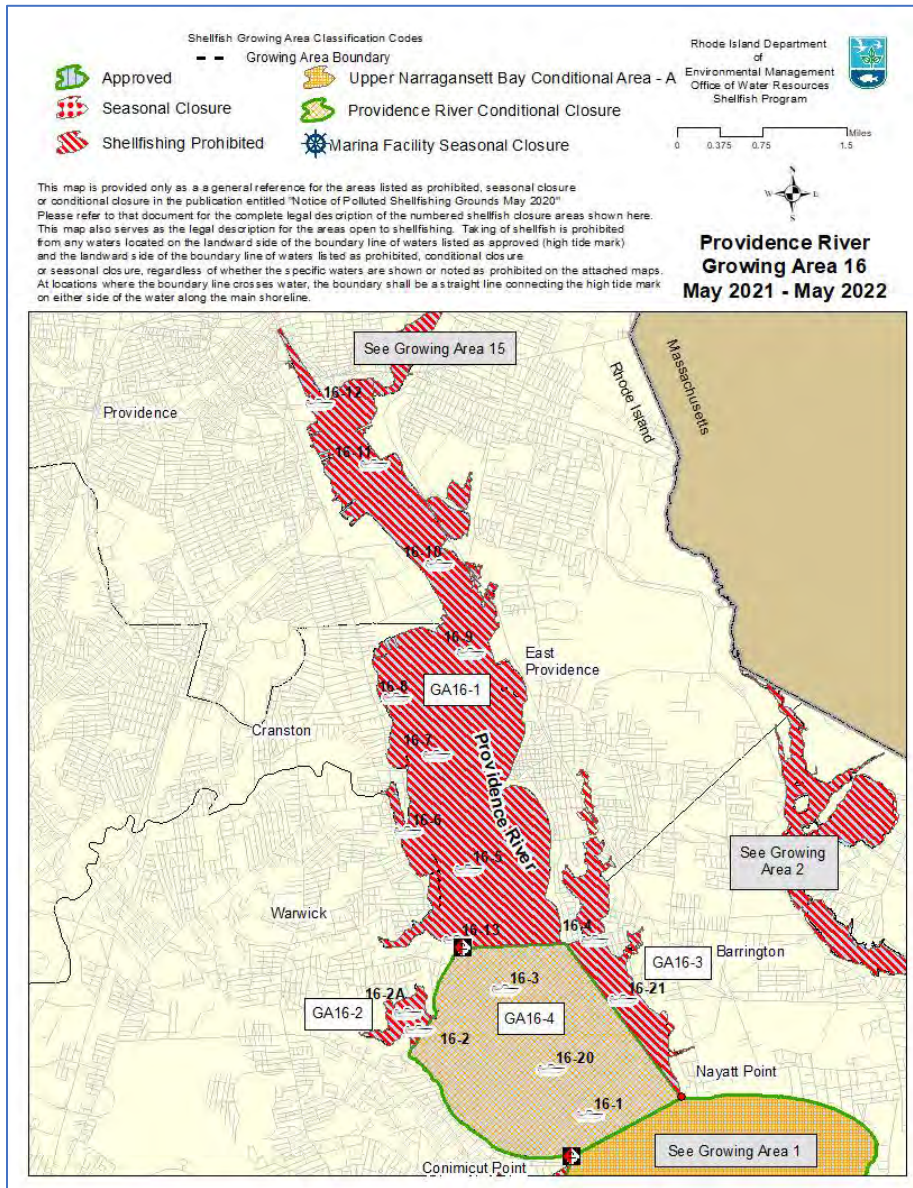 Shellfish Growing Area Classification Codes
Growing Area Boundary
Approved
Upper Narragansett Bay Conditional Area - A
Seasonal Closure
Providence River Conditional Closure
Shellfishing Prohibited
Marina Facility Seasonal Closure
Rhode Island Department
of
Environmental Management
Office of Water Resources
Shellfish Program
Miles
0 0.375 0.75 1.5
N
W E
S
This map is provided only as a a general reference for the areas listed as prohibited, seasonal closure
or conditional closure in the publication entitled "Notice of Polluted Shellfishing Grounds May 2020"
Please refer to that document for the complete legal description of the numbered shellfish closure areas shown here.
This map also serves as the legal description for the areas open to shellfishing. Taking of shellfish is prohibited
from any waters located on the landward side of the boundary line of waters listed as approved (high tide mark)
and the landward side of the boundary line of waters listed as prohibited, conditional closure
or seasonal closure, regardless of whether the specific waters are shown or noted as prohibited on the attached maps.
At locations where the boundary line crosses water, the boundary shall be a straight line connecting the high tide mark
on either side of the water along the main shoreline.
Providence River
Growing Area 16
May 2021 - May 2022
See Growing Area 15
Massachusetts
Rhode Island
Providence
16-12
16-11
16-10
16-9
East
Providence
16-8
GA16-1
Cranston
16-7
Providence River
16-6
16-5
See Growing
Area 2
Warwick
16-13
16-4
Barrington
GA16-3
16-3
16-21
16-2A
GA16-2
GA16-4
16-2
16-20
Nayatt Point
16-1
See Growing Area 1
Conimicut Point